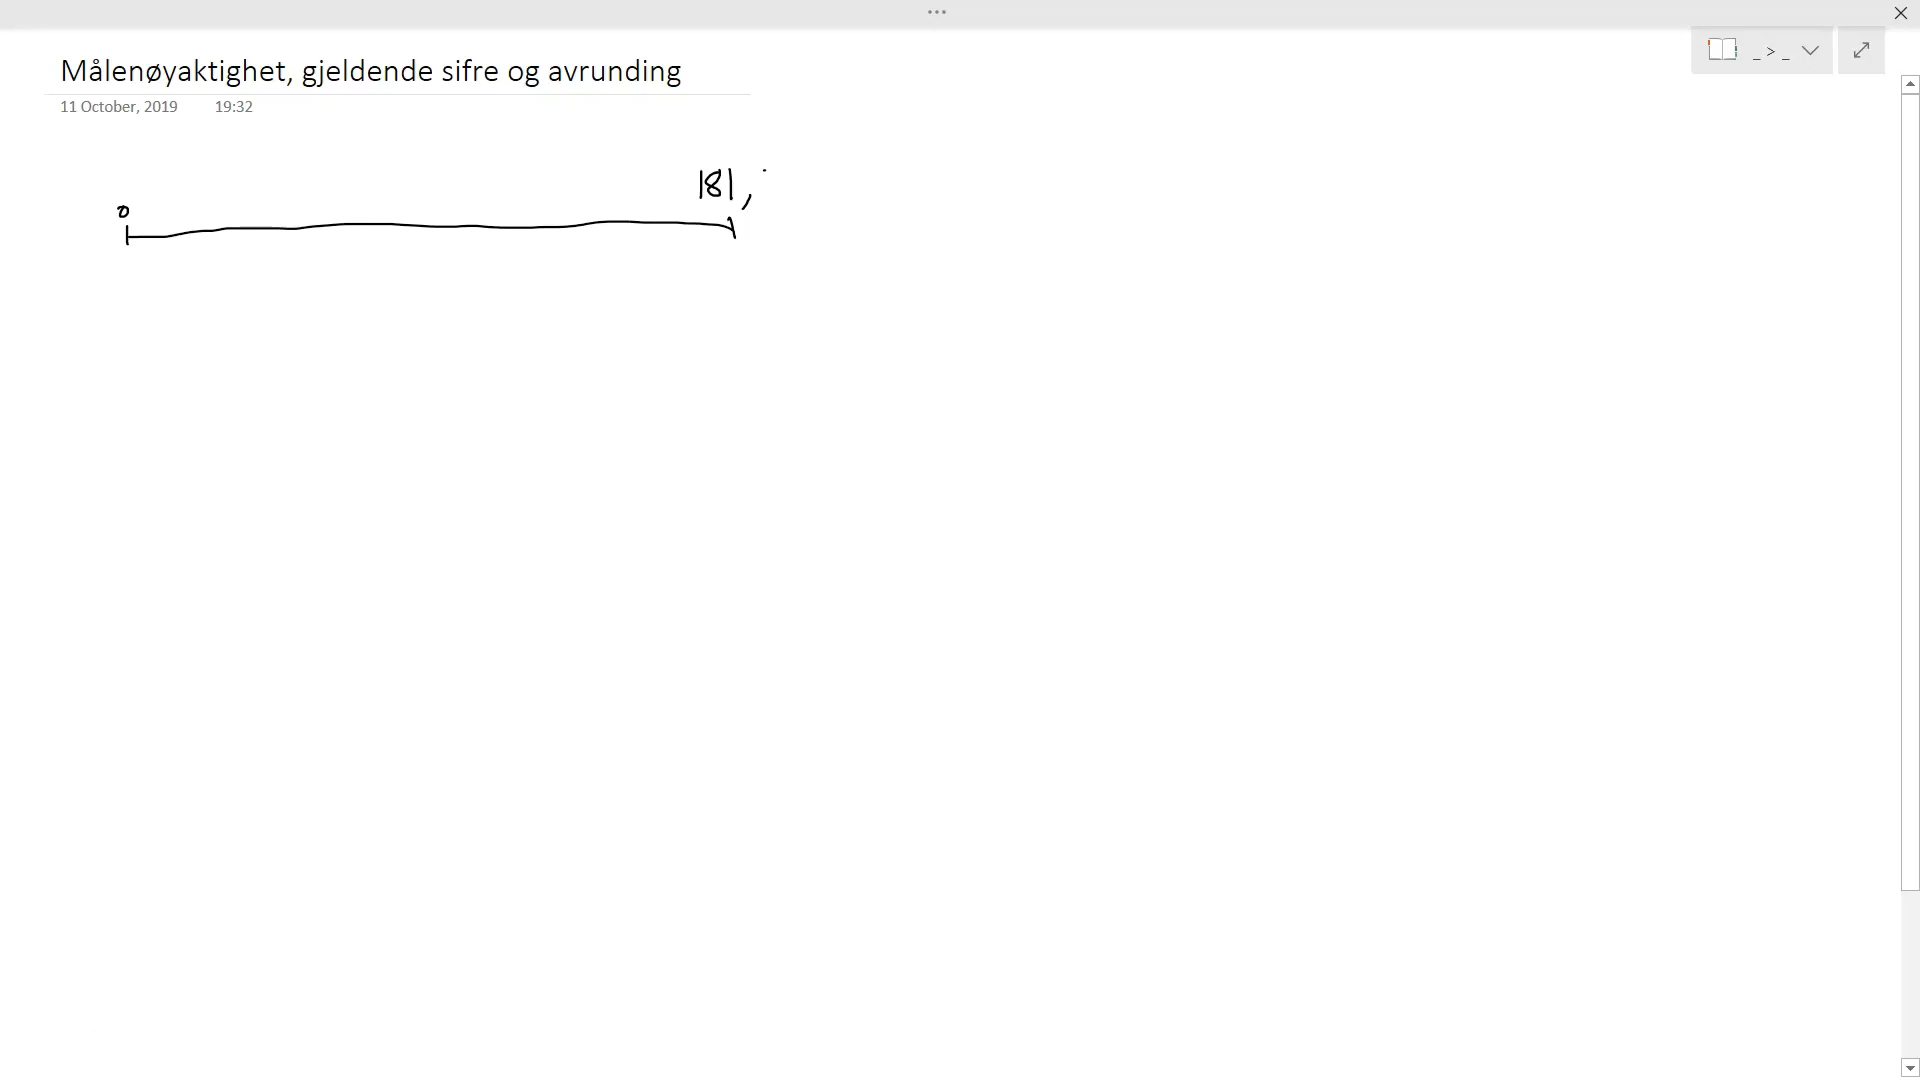 Målenøyaktighet, gjeldende sifre og avrunding
11 October, 2019 19:32
181,
0